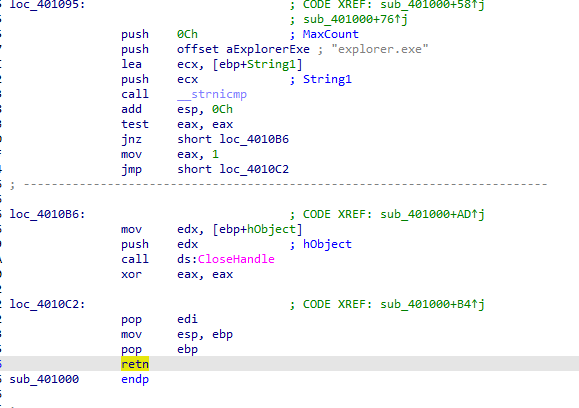 loc_401095: ; CODE XREF: sub_401000+58↑j
; sub_401000+76↑j
push 0Ch ; MaxCount
push offset aExplorerExe ; "explorer.exe"
lea ecx, [ebp+String1]
push ecx ; String1
call __strnicmp
add esp, 0Ch
test eax, eax
jnz short loc_4010B6
mov eax, 1
jmp short loc_4010C2
; ---------------------------------------------------------------------------
loc_4010B6: ; CODE XREF: sub_401000+AD↑j
mov edx, [ebp+hObject]
push edx ; hObject
call ds:CloseHandle
xor eax, eax
loc_4010C2: ; CODE XREF: sub_401000+B4↑j
pop edi
mov esp, ebp
pop ebp
retn
sub_401000 endp